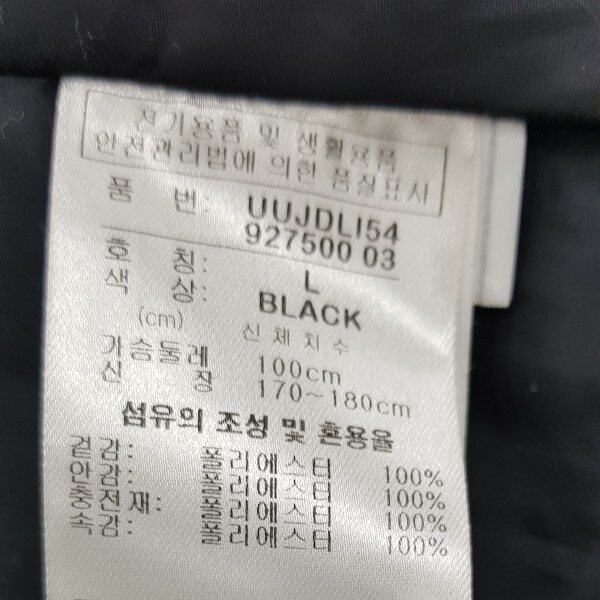 전기용품 및 생활용품
안전관리법에 의한 품질표시
품 번: UUJDLI54
927500 03
호 칭: L
색 상: BLACK
(cm) 신체치수
가슴둘레 100cm
신 장 170~180cm
섬유의 조성 및 혼용율
겉감: 폴리에스터 100%
안감: 폴리에스터 100%
충전재: 폴리에스터 100%
속감: 폴리에스터 100%